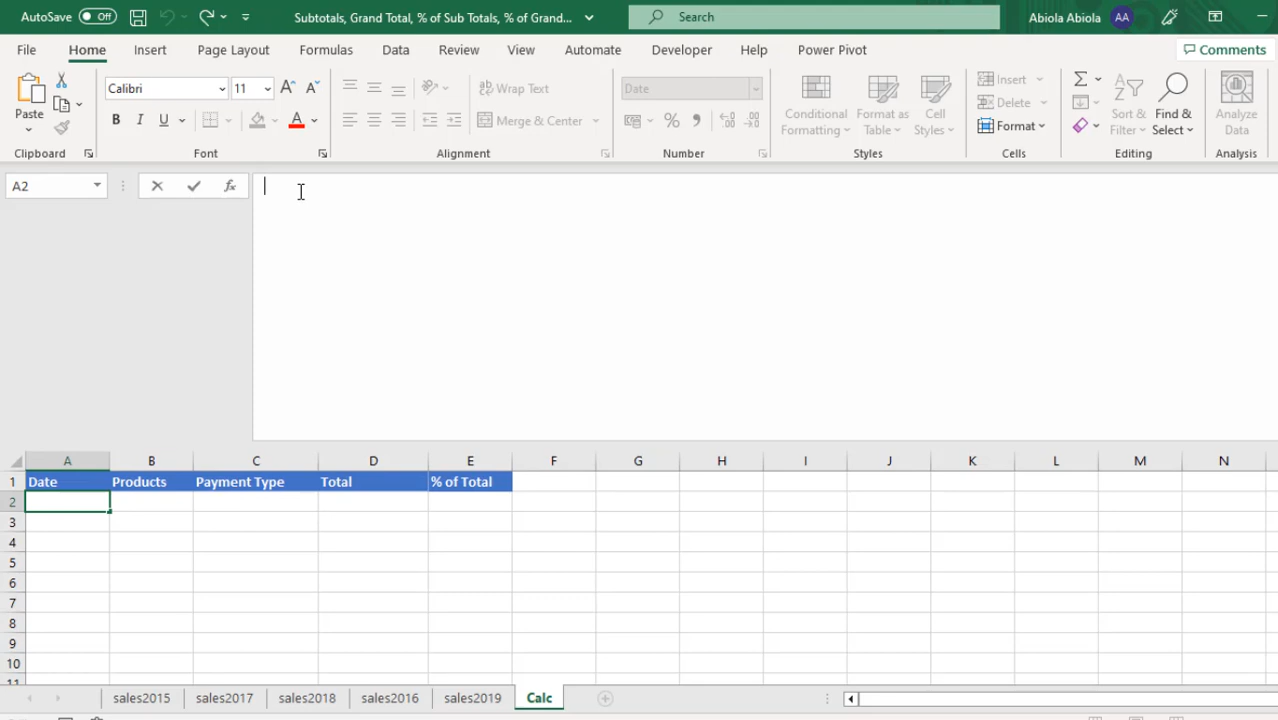 AutoSave Off Subtotals, Grand Total, % of Sub Totals, % of Grand... Search Abiola Abiola AA
File Home Insert Page Layout Formulas Data Review View Automate Developer Help Power Pivot Comments
Calibri 11 Wrap Text Date Insert
Paste Conditional Format as Cell Delete Sort & Find & Analyze
B I U A Merge & Center % , Formatting Table Styles Format Filter Select Data
Clipboard Font Alignment Number Styles Cells Editing Analysis
A2 fx
A B C D E F G H I J K L M N
1 Date Products Payment Type Total % of Total
2
3
4
5
6
7
8
9
10
11
sales2015 sales2017 sales2018 sales2016 sales2019 Calc